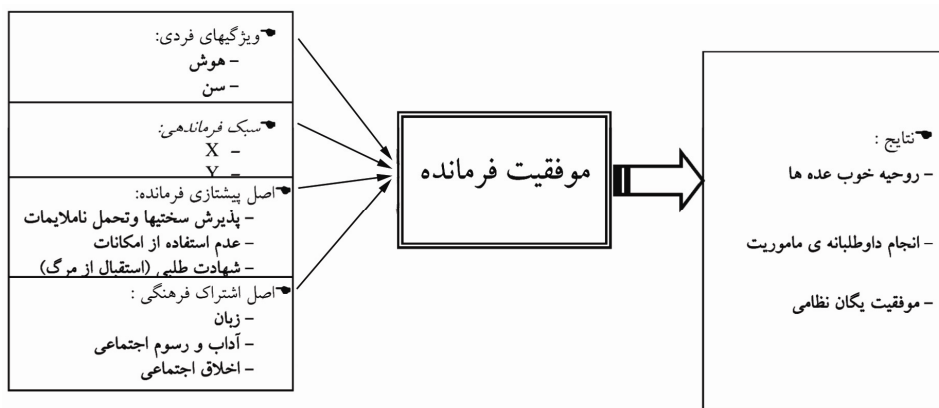 ویژگیهای فردی:
– هوش
– سن
سبک فرماندهی:
– X
– Y
اصل پیشتازی فرمانده:
– پذیرش سختیها وتحمل ناملایمات
– عدم استفاده از امکانات
– شهادت طلبی (استقبال از مرگ)
اصل اشتراک فرهنگی :
– زبان
– آداب و رسوم اجتماعی
– اخلاق اجتماعی
موفقیت فرمانده
نتایج :
– روحیه خوب عده ها
– انجام داوطلبانه ی ماموریت
– موفقیت یگان نظامی